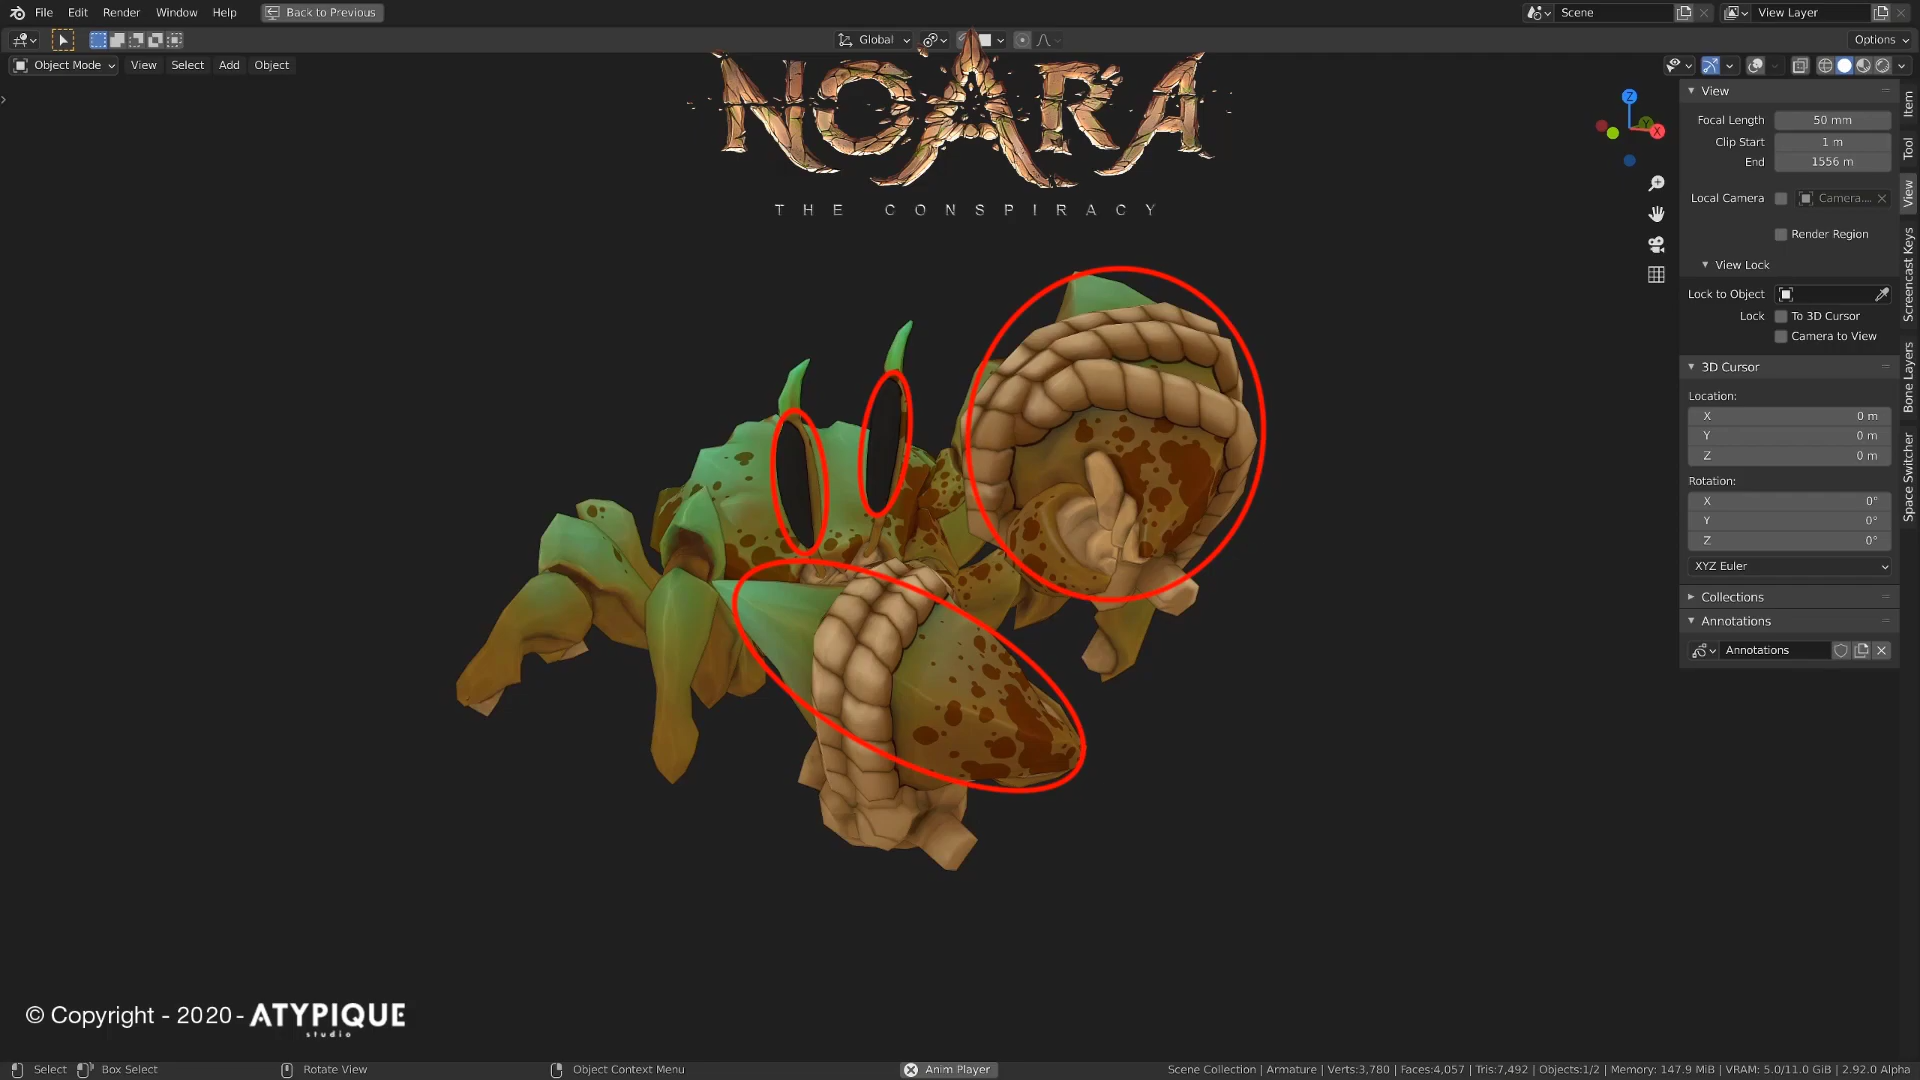 File Edit Render Window Help Back to Previous Scene View Layer
Global Options
Object Mode View Select Add Object
NOARA
THE CONSPIRACY
Z
Y
X
View
Focal Length 50 mm
Clip Start 1 m
End 1556 m
Local Camera Camera....
Render Region
View Lock
Lock to Object
Lock To 3D Cursor
Camera to View
3D Cursor
Location:
X 0 m
Y 0 m
Z 0 m
Rotation:
X 0°
Y 0°
Z 0°
XYZ Euler
Collections
Annotations
Annotations
Item
Tool
View
Screencast Keys
Bone Layers
Space Switcher
© Copyright - 2020 - ATYPIQUE
studio
Select Box Select Rotate View Object Context Menu Anim Player Scene Collection | Armature | Verts:3,780 | Faces:4,057 | Tris:7,492 | Objects:1/2 | Memory: 147.9 MiB | VRAM: 5.0/11.0 GiB | 2.92.0 Alpha